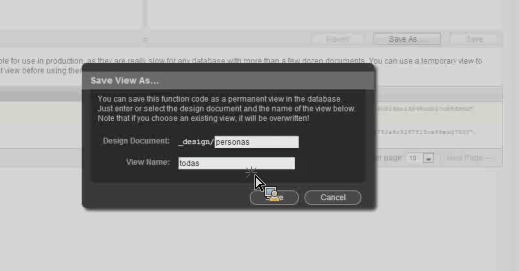 Revert Save As... Save
ble for use in production, as they are really slow for any database with more than a few dozen documents. You can use a temporary view to
t view before using them
Save View As...
You can save this function code as a permanent view in the database.
Just enter or select the design document and the name of the view below.
Note that if you choose an existing view, it will be overwritten!
Design Document: _design/personas
View Name: todas
per page: 10 Next Page
Cancel